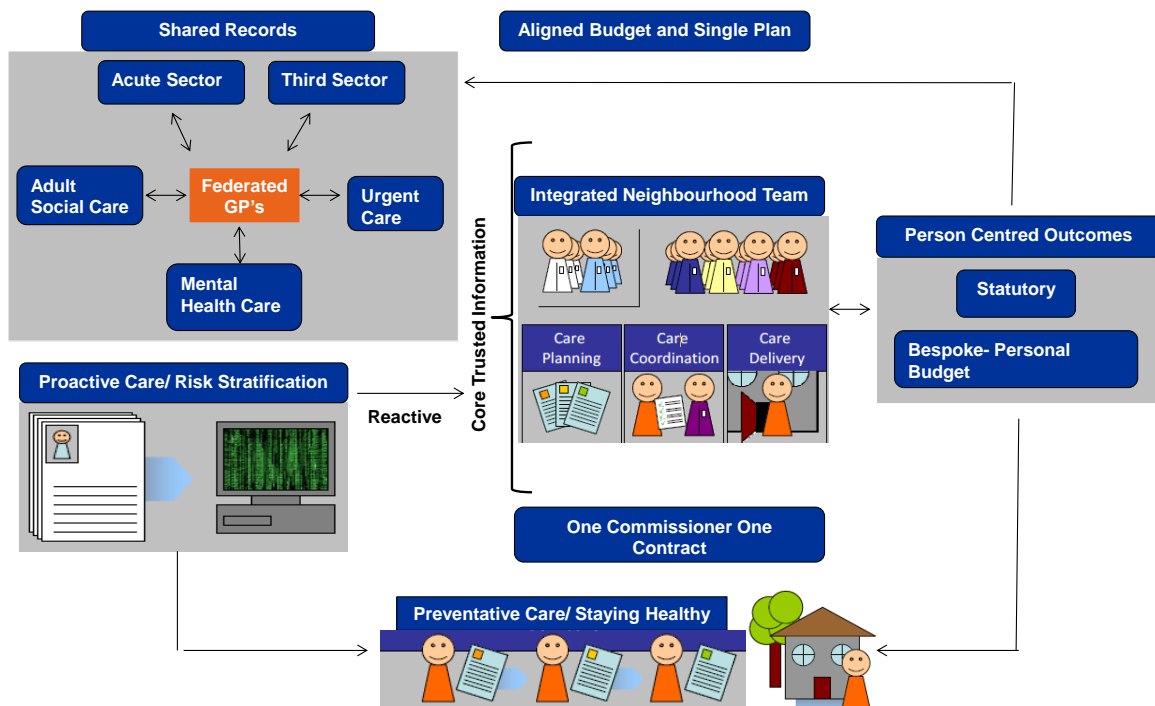 Shared Records
Aligned Budget and Single Plan
Acute Sector
Third Sector
Adult
Social Care
Federated
GP's
Urgent
Care
Mental
Health Care
Core Trusted Information
Integrated Neighbourhood Team
Care
Planning
Care
Coordination
Care
Delivery
Person Centred Outcomes
Statutory
Bespoke- Personal
Budget
Proactive Care/ Risk Stratification
Reactive
One Commissioner One
Contract
Preventative Care/ Staying Healthy